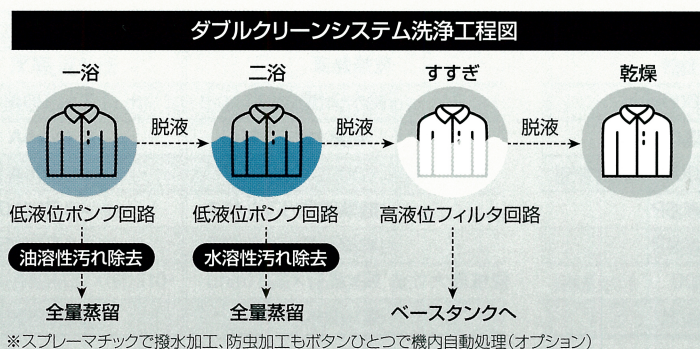 ダブルクリーンシステム洗浄工程図
一浴 二浴 すすぎ 乾燥
脱液 脱液 脱液
低液位ポンプ回路 低液位ポンプ回路 高液位フィルタ回路
油溶性汚れ除去 水溶性汚れ除去
全量蒸留 全量蒸留 ベースタンクへ
※スプレーマチックで撥水加工、防虫加工もボタンひとつで機内自動処理(オプション)